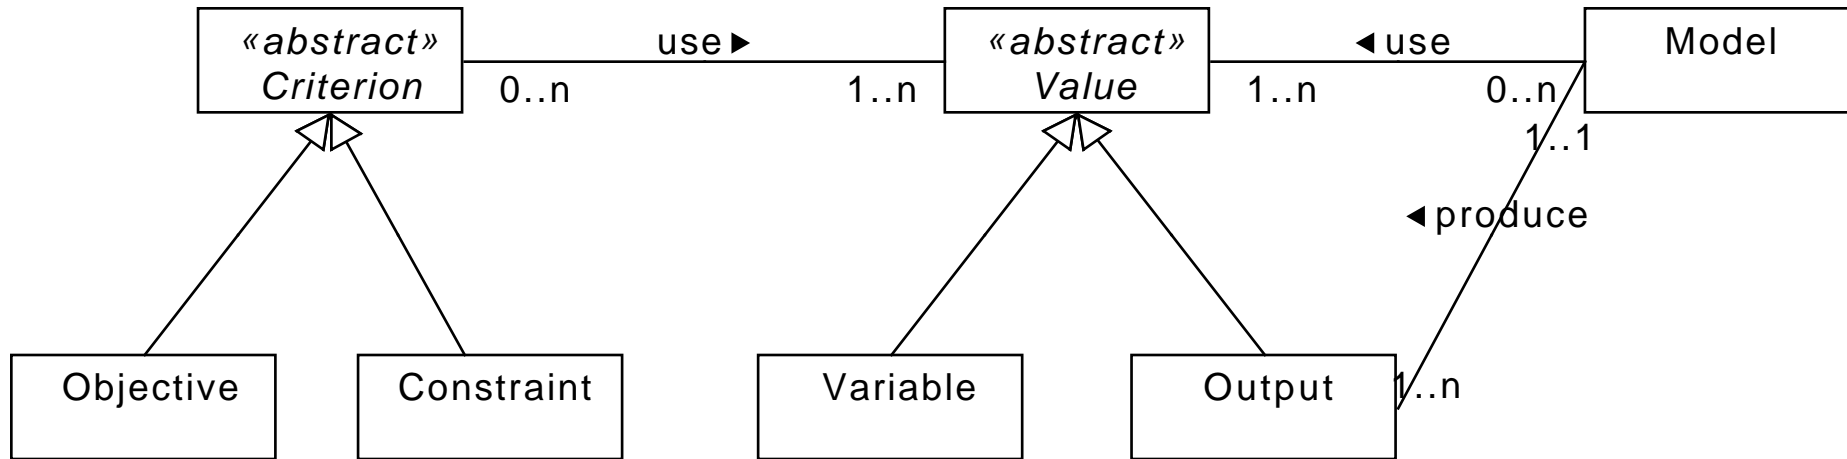 «abstract»
Criterion
use ▶
0..n
1..n
«abstract»
Value
◀ use
1..n
0..n
Model
1..1
◀ produce
Objective
Constraint
Variable
Output
1..n